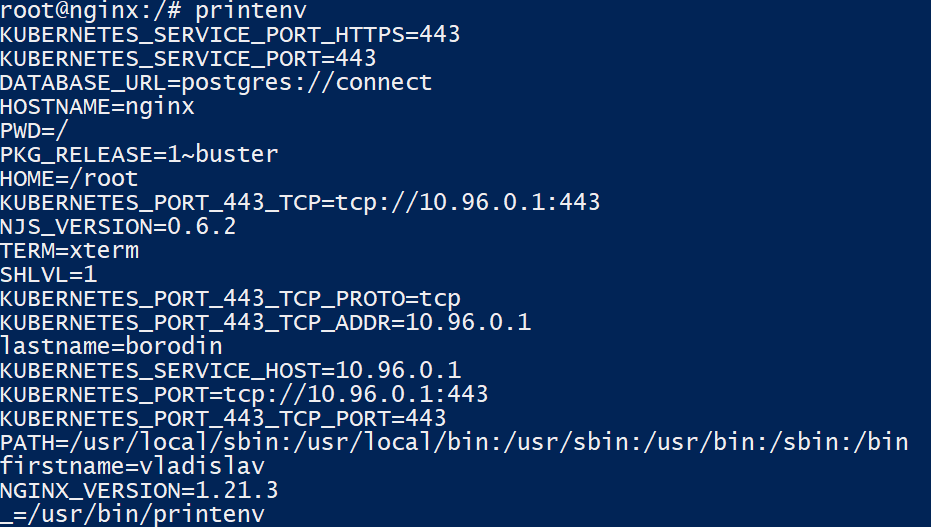 root@nginx:/# printenv
KUBERNETES_SERVICE_PORT_HTTPS=443
KUBERNETES_SERVICE_PORT=443
DATABASE_URL=postgres://connect
HOSTNAME=nginx
PWD=/
PKG_RELEASE=1~buster
HOME=/root
KUBERNETES_PORT_443_TCP=tcp://10.96.0.1:443
NJS_VERSION=0.6.2
TERM=xterm
SHLVL=1
KUBERNETES_PORT_443_TCP_PROTO=tcp
KUBERNETES_PORT_443_TCP_ADDR=10.96.0.1
lastname=borodin
KUBERNETES_SERVICE_HOST=10.96.0.1
KUBERNETES_PORT=tcp://10.96.0.1:443
KUBERNETES_PORT_443_TCP_PORT=443
PATH=/usr/local/sbin:/usr/local/bin:/usr/sbin:/usr/bin:/sbin:/bin
firstname=vladislav
NGINX_VERSION=1.21.3
_=/usr/bin/printenv